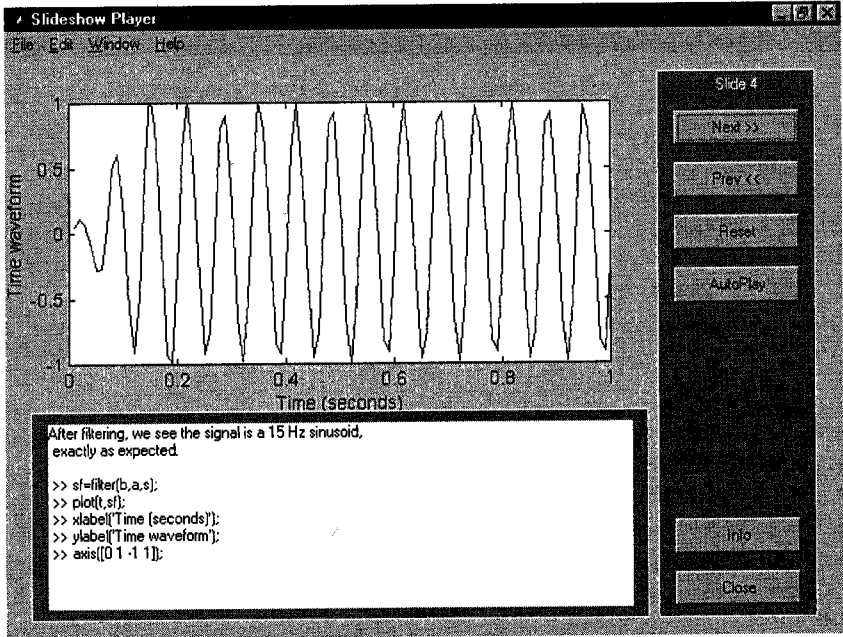 Slideshow Player
File Edit Window Help
Slide 4
Next >>
Prev <<
Reset
AutoPlay
Info
Close
1
0.5
0
-0.5
-1
Time waveform
0 0.2 0.4 0.6 0.8 1
Time (seconds)
After filtering, we see the signal is a 15 Hz sinusoid,
exactly as expected.
>> sf=filter(b,a,s);
>> plot(t,sf);
>> xlabel('Time (seconds)');
>> ylabel('Time waveform');
>> axis([0 1 -1 1]);